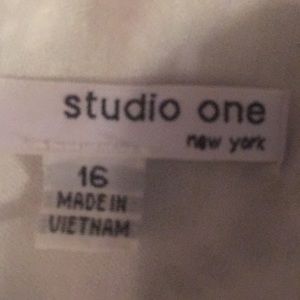 studio one
new york
16
MADE IN
VIETNAM